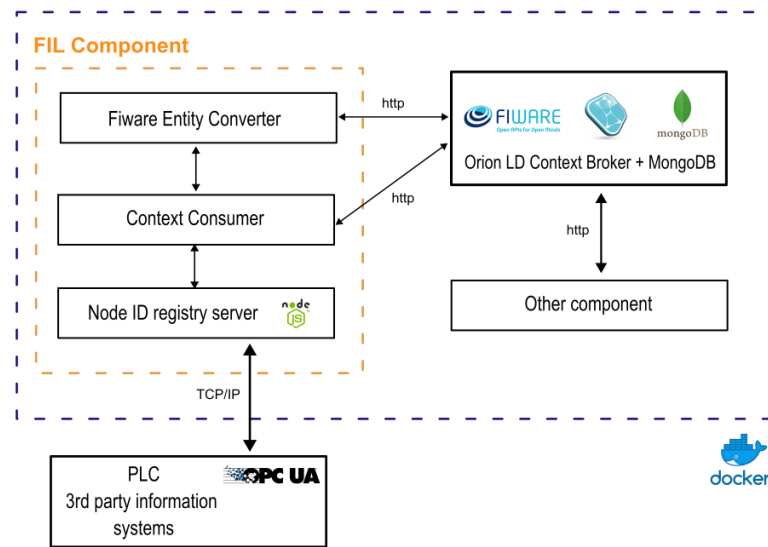 FIL Component
Fiware Entity Converter
http
FIWARE
Open APIs for Open Minds
mongoDB
Orion LD Context Broker + MongoDB
Context Consumer
http
http
Node ID registry server
node
JS
Other component
TCP/IP
PLC
OPC UA
3rd party information
systems
docker